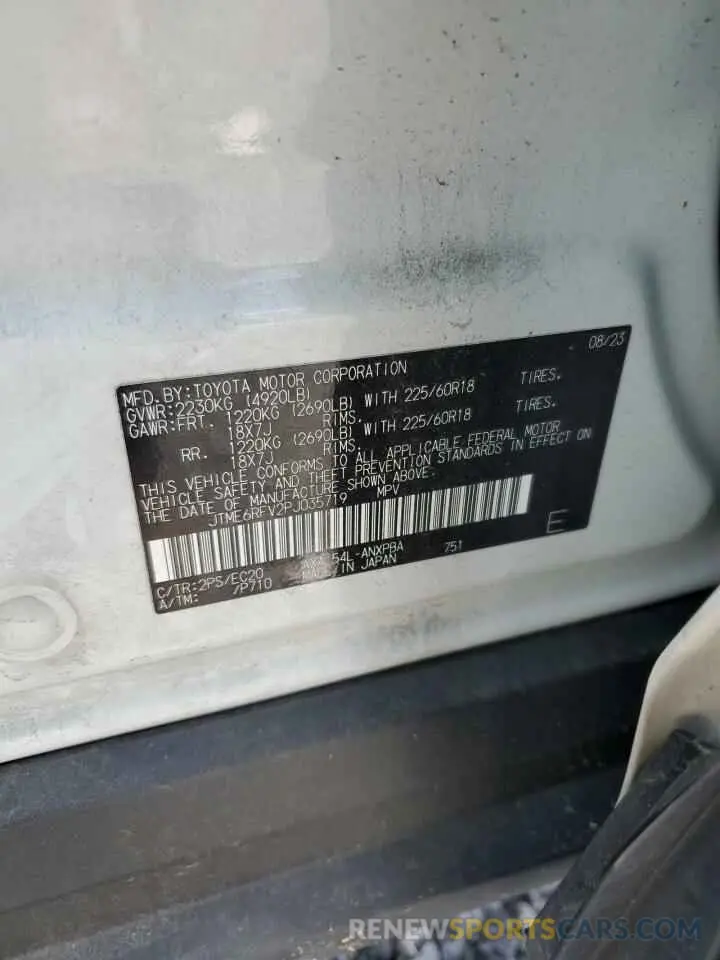 08/23
MFD.BY:TOYOTA MOTOR CORPORATION
GVWR:2230KG (4920LB)
GAWR:FRT. 1220KG (2690LB) WITH 225/60R18 TIRES.
18X7J RIMS.
RR. 1220KG (2690LB) WITH 225/60R18 TIRES.
18X7J RIMS.
THIS VEHICLE CONFORMS TO ALL APPLICABLE FEDERAL MOTOR
VEHICLE SAFETY AND THEFT PREVENTION STANDARDS IN EFFECT ON
THE DATE OF MANUFACTURE SHOWN ABOVE.
JTME6RFV2PJ035719 MPV
E
C/TR:2PS/EC20 751
A/TM: /P710 MADE IN JAPAN
RENEWSPORTSCARS.COM